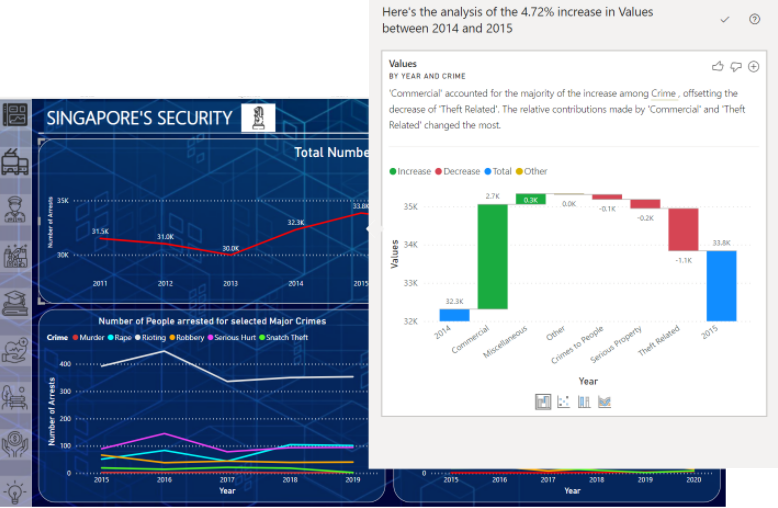 Here's the analysis of the 4.72% increase in Values
between 2014 and 2015
Values
BY YEAR AND CRIME
'Commercial' accounted for the majority of the increase among Crime , offsetting the
decrease of 'Theft Related'. The relative contributions made by 'Commercial' and 'Theft
Related' changed the most.
Increase Decrease Total Other
Values
35K
34K
33K
32K
32.3K
2.7K
0.3K
0.0K
-0.1K
-0.2K
-1.1K
33.8K
2014
Commercial
Miscellaneous
Other
Crimes to People
Serious Property
Theft Related
2015
Year
SINGAPORE'S SECURITY
Total Numbe
Number of Arrests
35K
30K
31.5K
31.0K
30.0K
32.3K
33.8K
2011 2012 2013 2014 2015
Number of People arrested for selected Major Crimes
Crime Murder Rape Rioting Robbery Serious Hurt Snatch Theft
Number of Arrests
400
300
200
100
0
2015 2016 2017 2018 2019
Year
0
2015 2016 2017 2018 2019 2020
Year